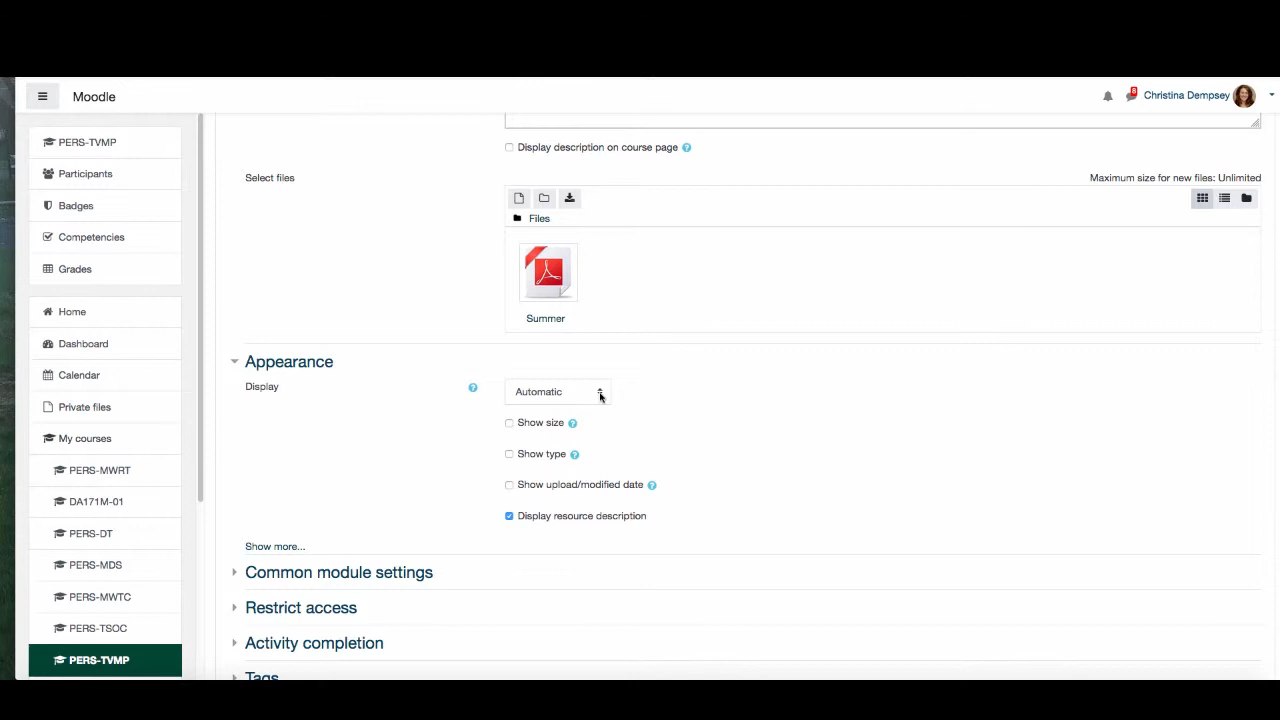 Moodle
8
Christina Dempsey
PERS-TVMP
Participants
Badges
Competencies
Grades
Home
Dashboard
Calendar
Private files
My courses
PERS-MWRT
DA171M-01
PERS-DT
PERS-MDS
PERS-MWTC
PERS-TSOC
PERS-TVMP
Display description on course page
Select files
Maximum size for new files: Unlimited
Files
Summer
Appearance
Display
Automatic
Show size
Show type
Show upload/modified date
Display resource description
Show more...
Common module settings
Restrict access
Activity completion
Tags